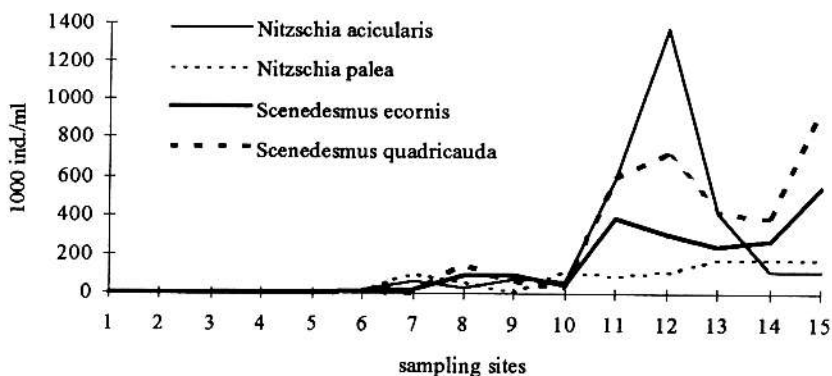 1400
1200
1000
800
600
400
200
0
1000 ind./ml
Nitzschia acicularis
Nitzschia palea
Scenedesmus ecornis
Scenedesmus quadricauda
1 2 3 4 5 6 7 8 9 10 11 12 13 14 15
sampling sites